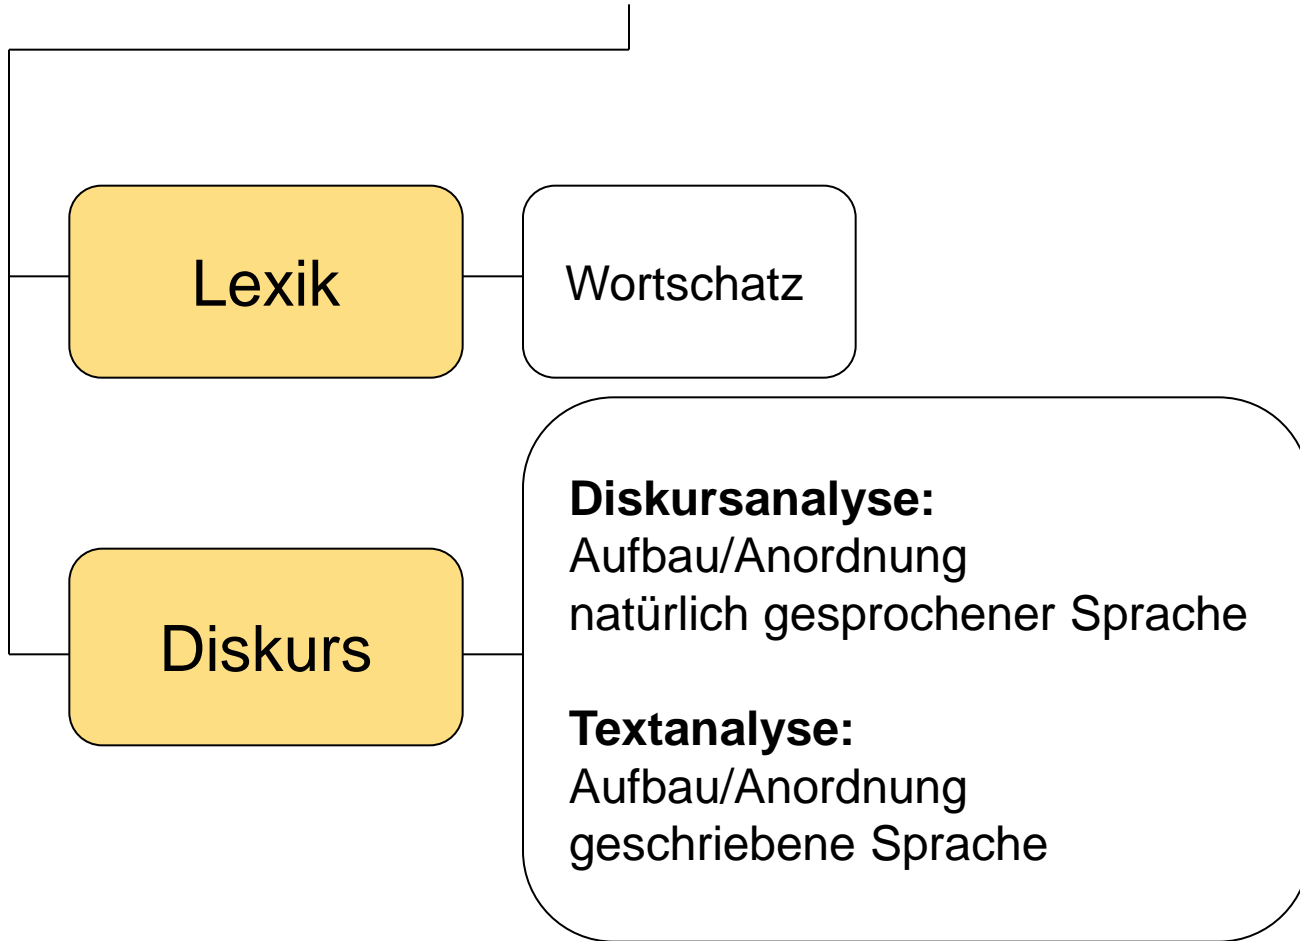 Lexik
Wortschatz
Diskurs
Diskursanalyse:
Aufbau/Anordnung
natürlich gesprochener Sprache
Textanalyse:
Aufbau/Anordnung
geschriebene Sprache